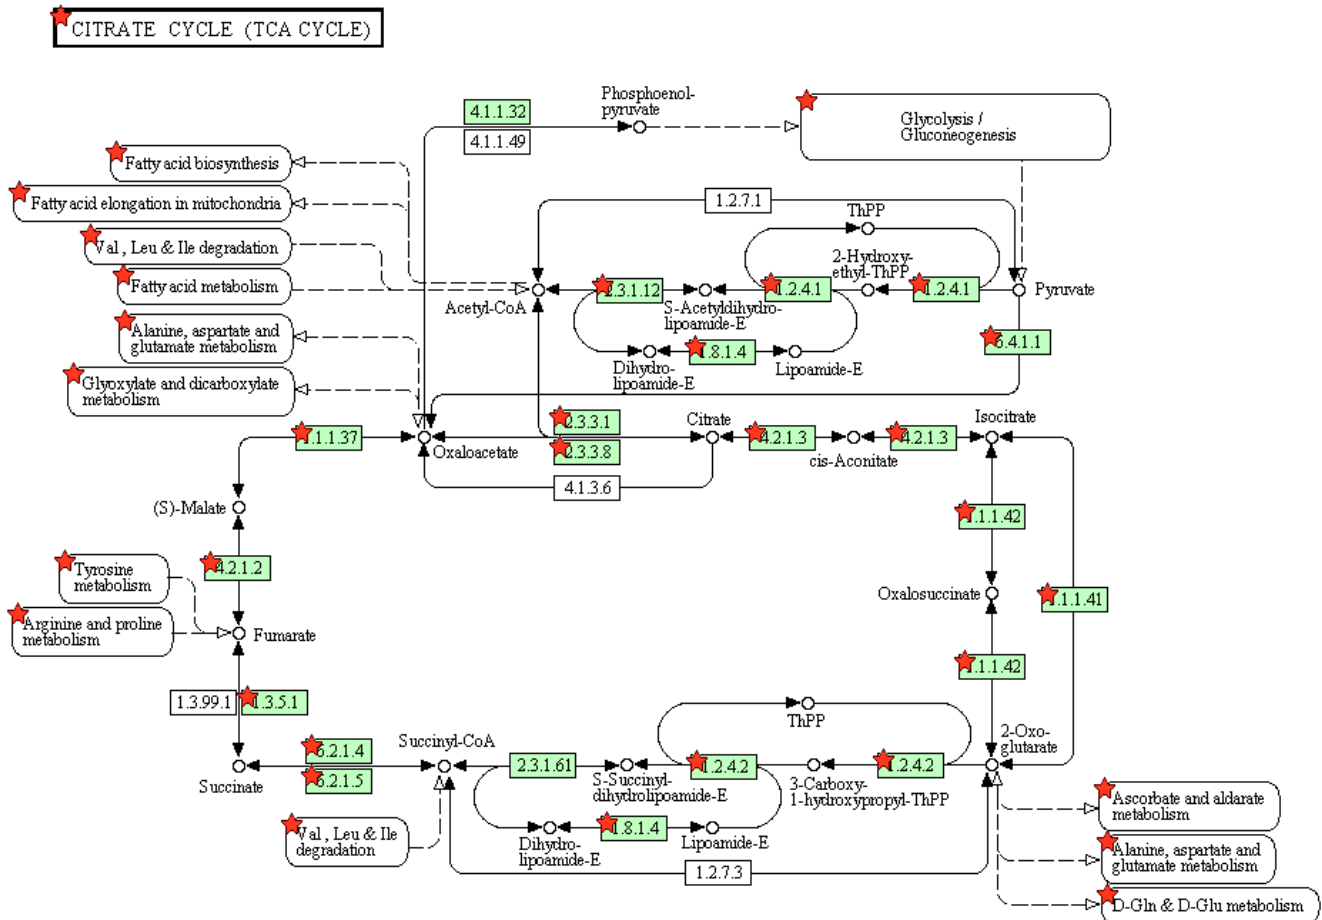 CITRATE CYCLE (TCA CYCLE)
Phosphoenol-
pyruvate
4.1.1.32
4.1.1.49
Glycolysis /
Gluconeogenesis
Fatty acid biosynthesis
Fatty acid elongation in mitochondria
Val, Leu & Ile degradation
Fatty acid metabolism
Alanine, aspartate and
glutamate metabolism
Glyoxylate and dicarboxylate
metabolism
1.2.7.1
ThPP
2-Hydroxy-
ethyl-ThPP
Acetyl-CoA
2.3.1.12
S-Acetyldihydro-
lipoamide-E
1.2.4.1
1.2.4.1
Pyruvate
6.4.1.1
Dihydro-
lipoamide-E
1.8.1.4
Lipoamide-E
1.1.1.37
Oxaloacetate
2.3.3.1
2.3.3.8
4.1.3.6
Citrate
4.2.1.3
cis-Aconitate
4.2.1.3
Isocitrate
(S)-Malate
4.2.1.2
1.1.1.42
Oxalosuccinate
1.1.1.41
1.1.1.42
Tyrosine
metabolism
Arginine and proline
metabolism
Fumarate
1.3.99.1
1.3.5.1
Succinate
6.2.1.4
6.2.1.5
Succinyl-CoA
2.3.1.61
S-Succinyl-
dihydrolipoamide-E
1.2.4.2
ThPP
3-Carboxy-
1-hydroxypropyl-ThPP
1.2.4.2
2-Oxo-
glutarate
Val, Leu & Ile
degradation
Dihydro-
lipoamide-E
1.8.1.4
Lipoamide-E
1.2.7.3
Ascorbate and aldarate
metabolism
Alanine, aspartate and
glutamate metabolism
D-Gln & D-Glu metabolism